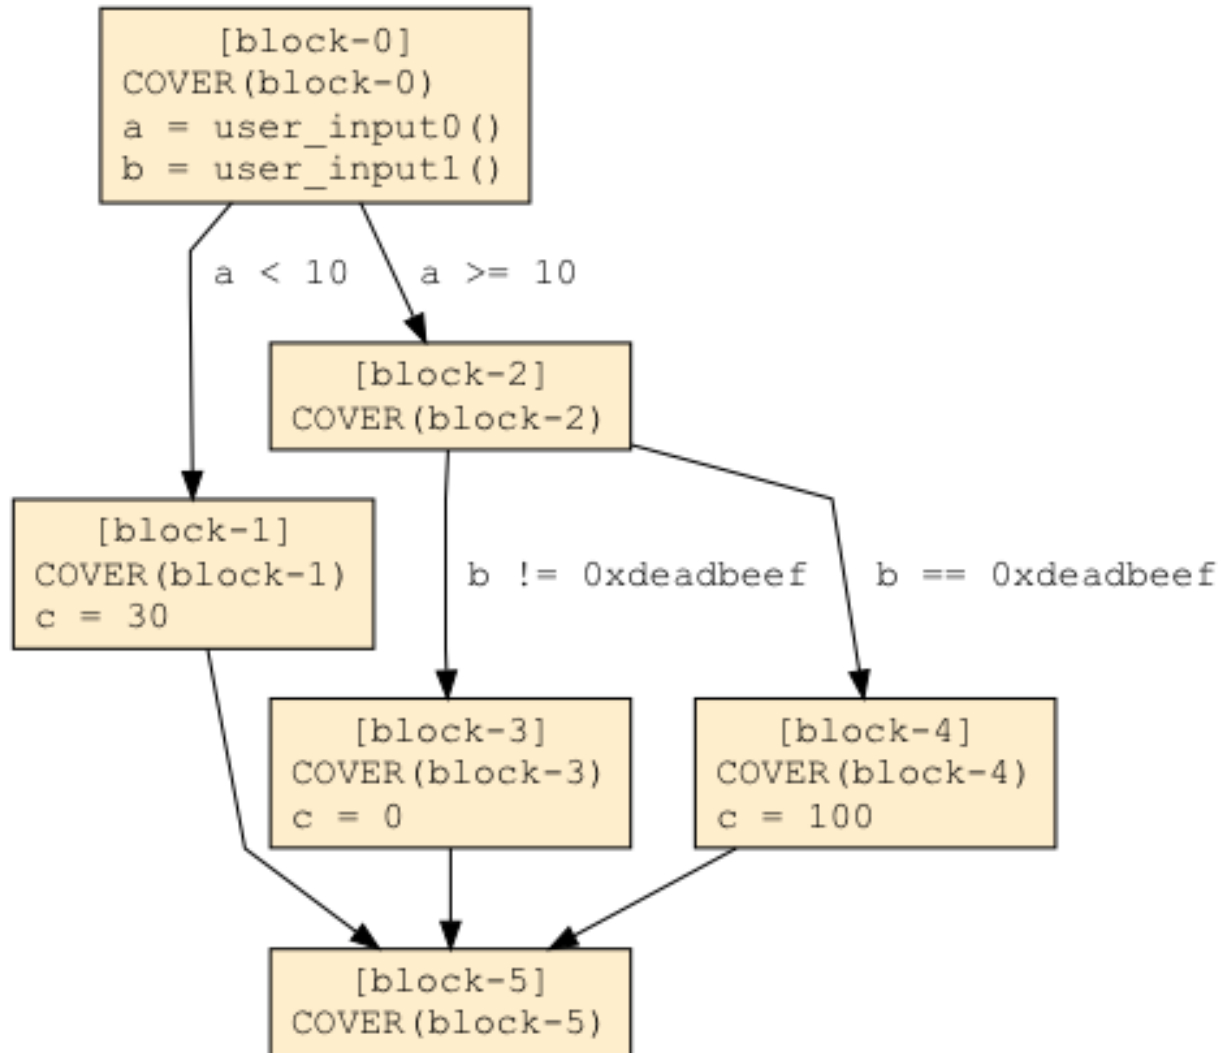 [block-0]
COVER(block-0)
a = user_input0()
b = user_input1()
a < 10
a >= 10
[block-2]
COVER(block-2)
[block-1]
COVER(block-1)
c = 30
b != 0xdeadbeef
b == 0xdeadbeef
[block-3]
COVER(block-3)
c = 0
[block-4]
COVER(block-4)
c = 100
[block-5]
COVER(block-5)